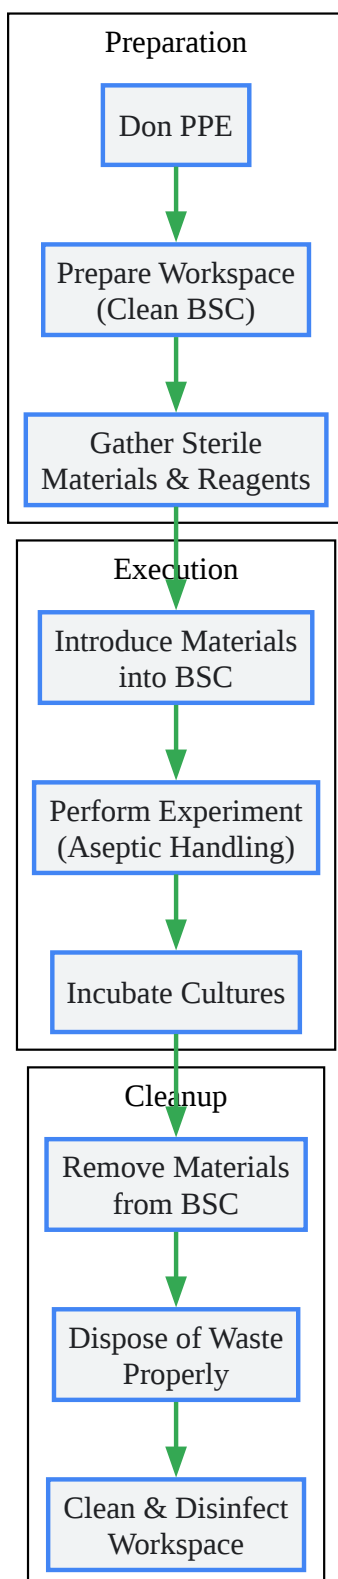 Preparation
Don PPE
Prepare Workspace
(Clean BSC)
Gather Sterile
Materials & Reagents
Execution
Introduce Materials
into BSC
Perform Experiment
(Aseptic Handling)
Incubate Cultures
Cleanup
Remove Materials
from BSC
Dispose of Waste
Properly
Clean & Disinfect
Workspace